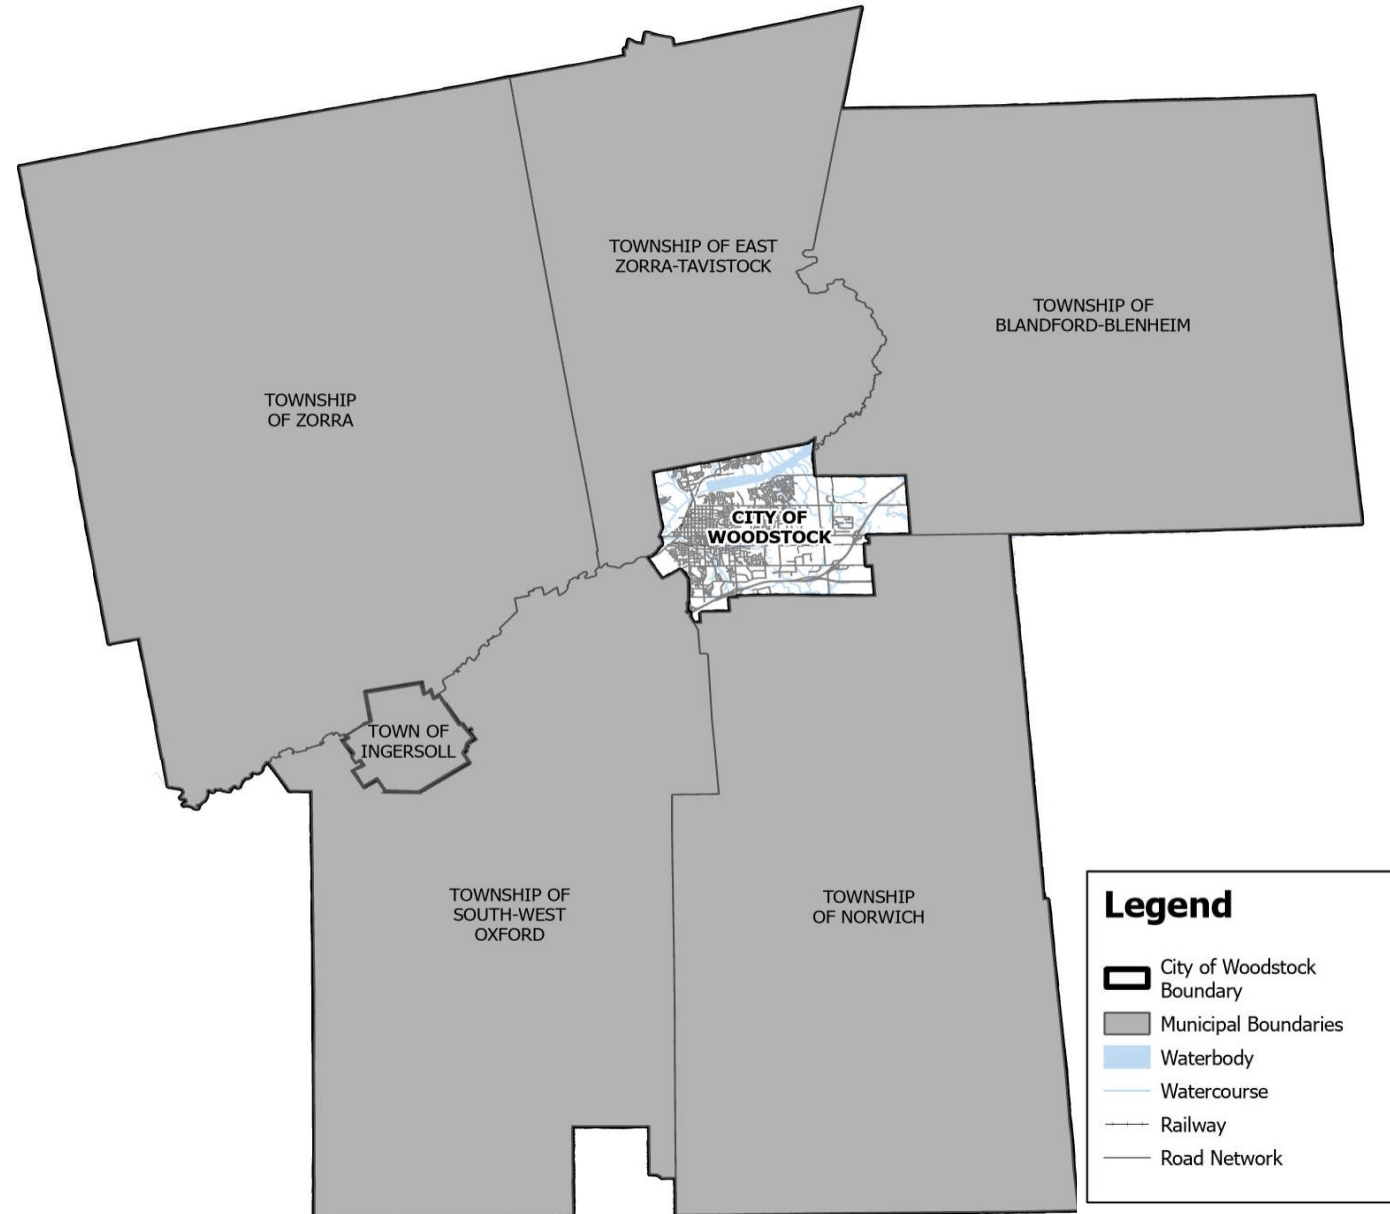 TOWNSHIP OF EAST
ZORRA-TAVISTOCK
TOWNSHIP OF
BLANDFORD-BLENHEIM
TOWNSHIP
OF ZORRA
CITY OF
WOODSTOCK
TOWN OF
INGERSOLL
TOWNSHIP OF
SOUTH-WEST
OXFORD
TOWNSHIP
OF NORWICH
Legend
City of Woodstock
Boundary
Municipal Boundaries
Waterbody
Watercourse
Railway
Road Network